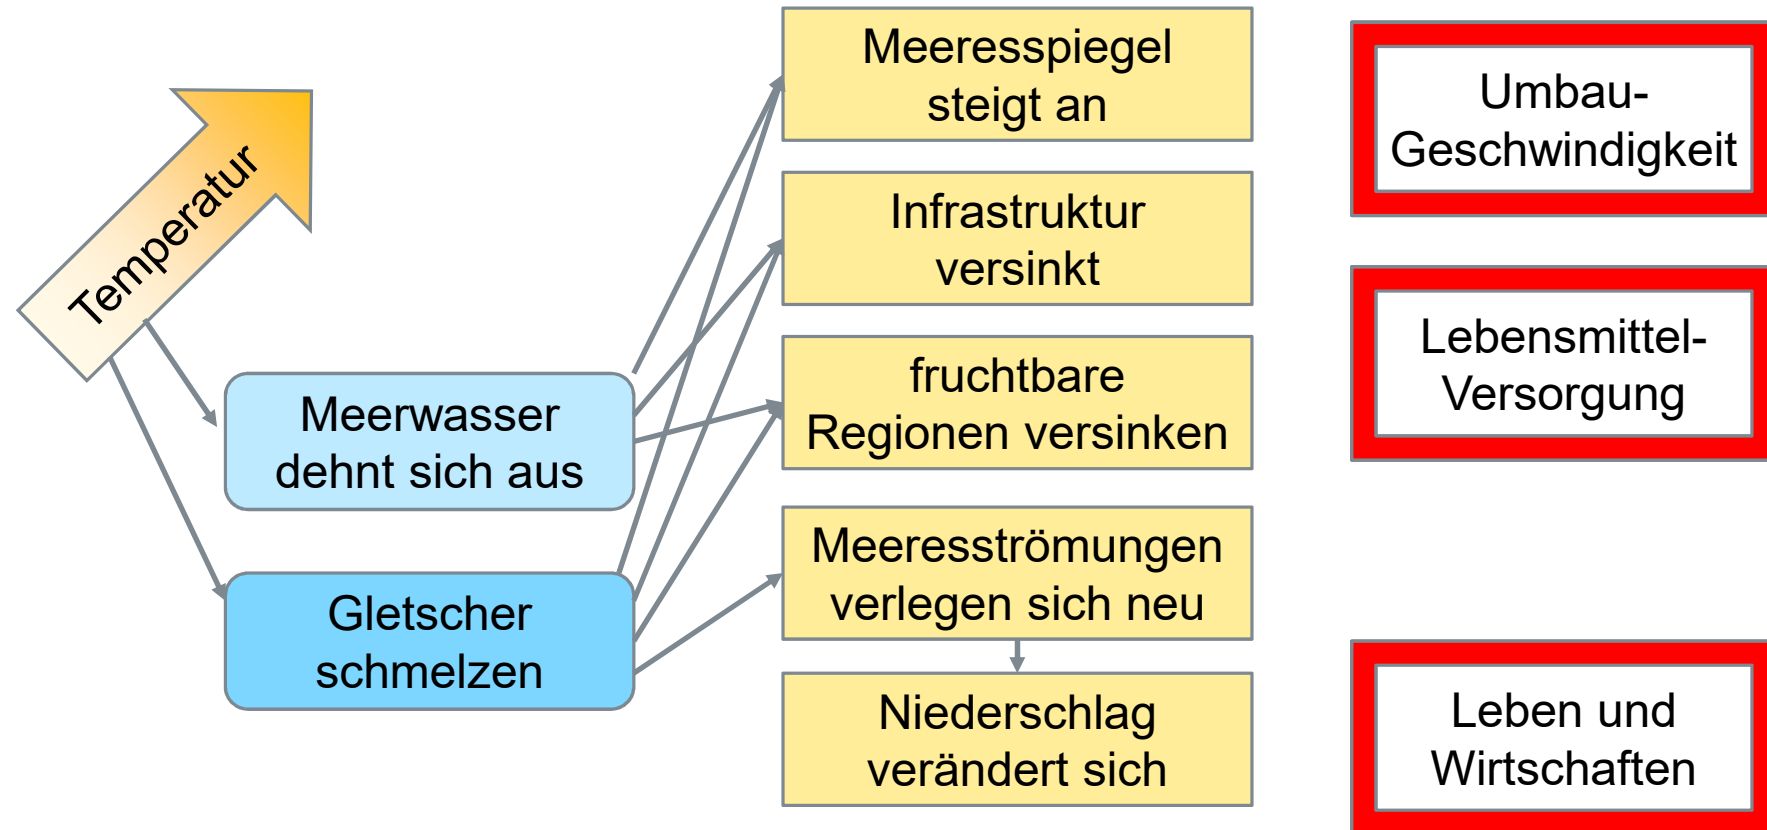 Temperatur
Meerwasser
dehnt sich aus
Gletscher
schmelzen
Meeresspiegel
steigt an
Infrastruktur
versinkt
fruchtbare
Regionen versinken
Meeresströmungen
verlegen sich neu
Niederschlag
verändert sich
Umbau-
Geschwindigkeit
Lebensmittel-
Versorgung
Leben und
Wirtschaften